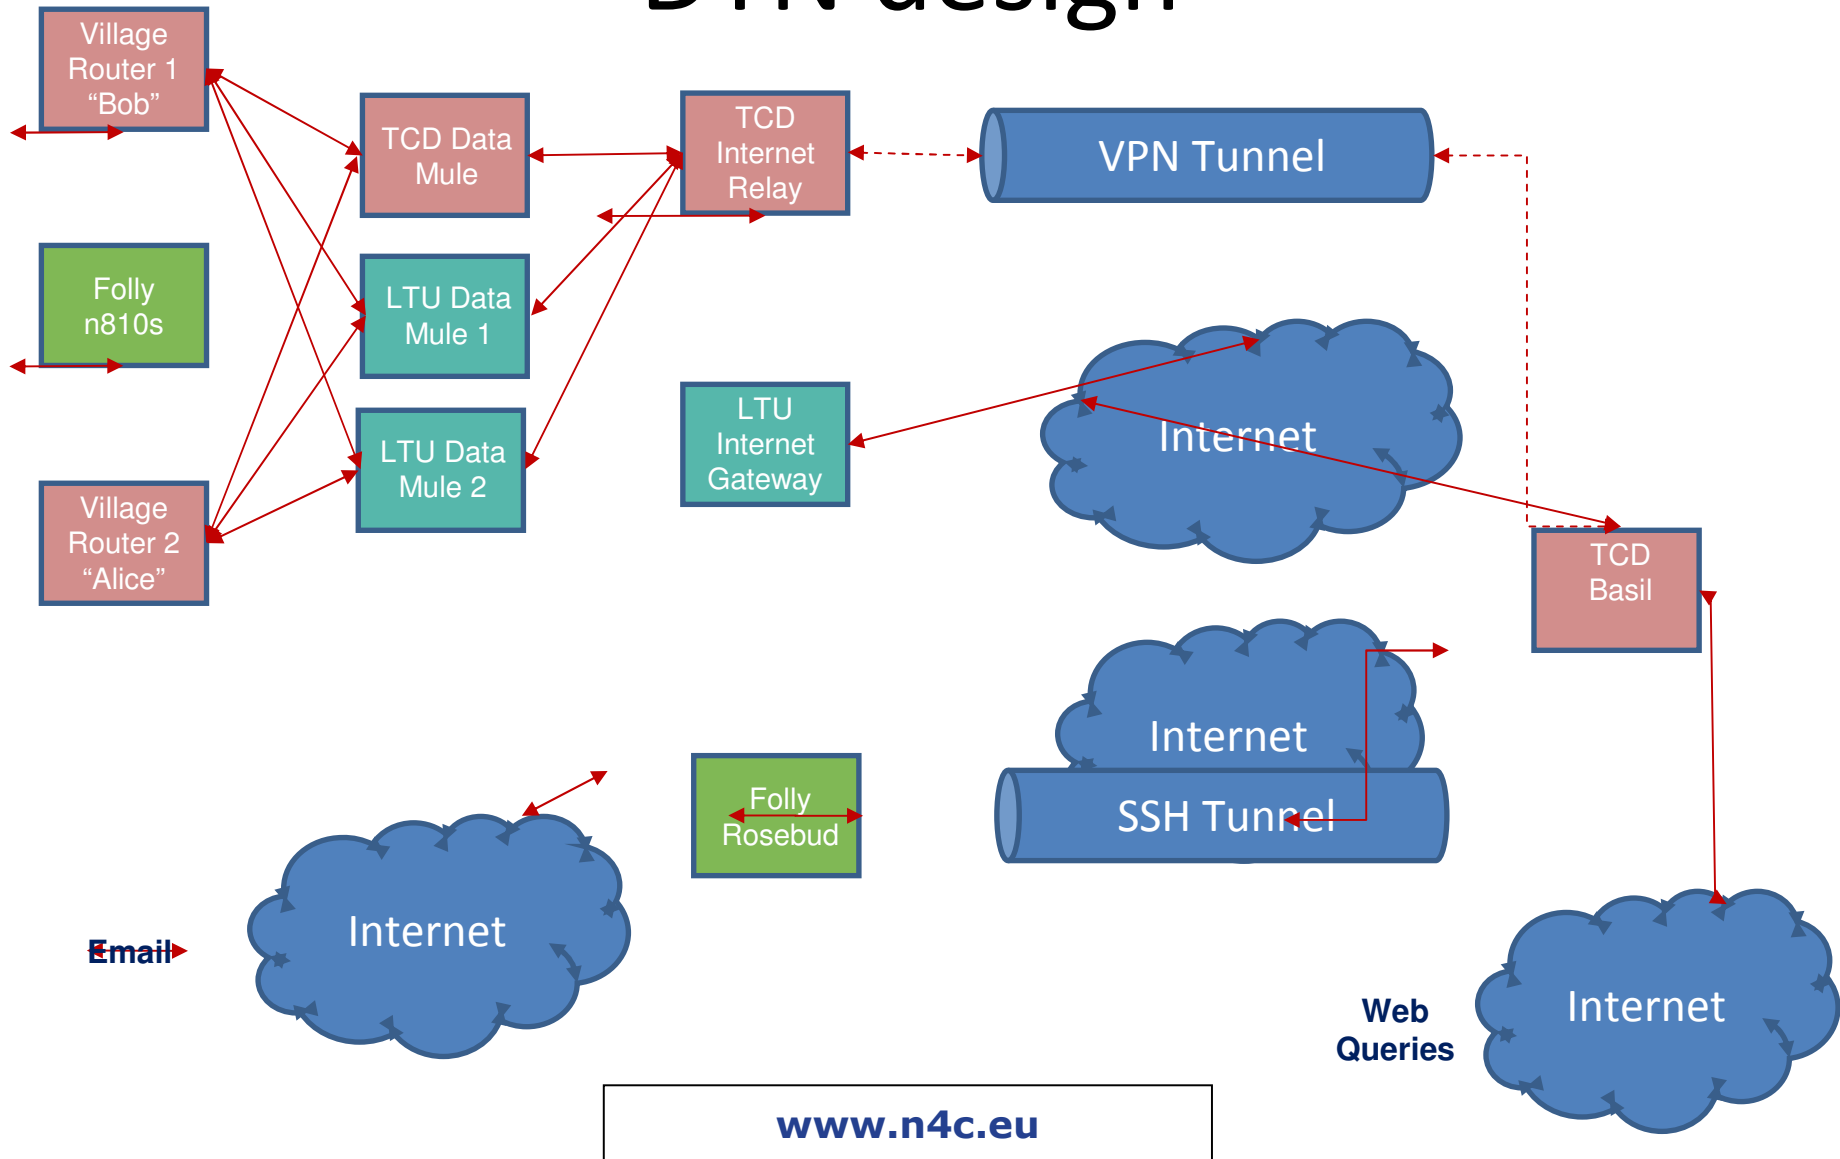 DTN design
Village
Router 1
“Bob”
TCD Data
Mule
TCD
Internet
Relay
VPN Tunnel
Folly
n810s
LTU Data
Mule 1
LTU Data
Mule 2
LTU
Internet
Gateway
Internet
Village
Router 2
“Alice”
TCD
Basil
Internet
SSH Tunnel
Folly
Rosebud
Internet
Email
Internet
Web
Queries
www.n4c.eu